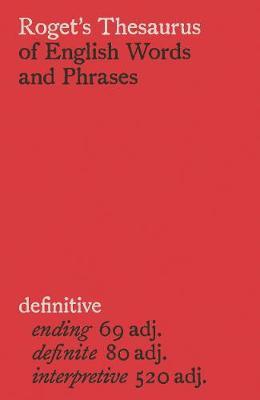 Roget's Thesaurus
of English Words
and Phrases
definitive
ending 69 adj.
definite 80 adj.
interpretive 520 adj.